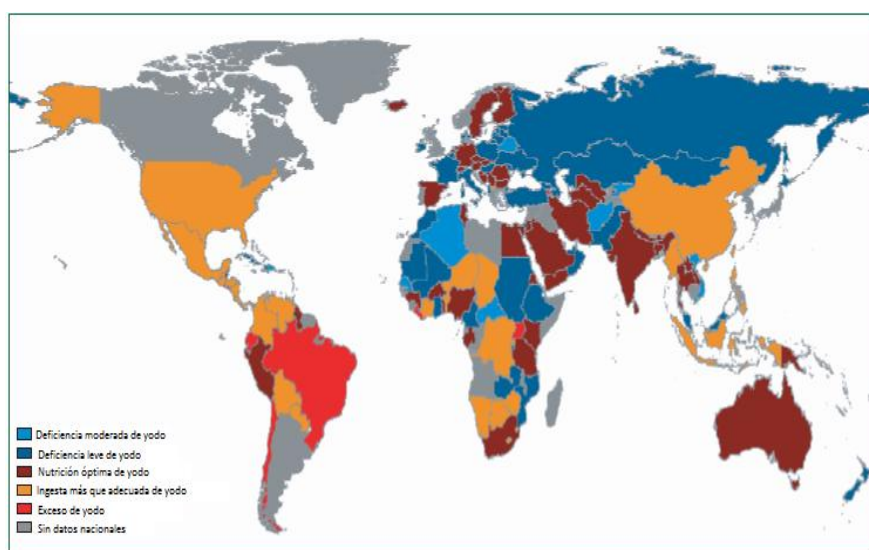 Deficiencia moderada de yodo
Deficiencia leve de yodo
Nutrición óptima de yodo
Ingesta más que adecuada de yodo
Exceso de yodo
Sin datos nacionales